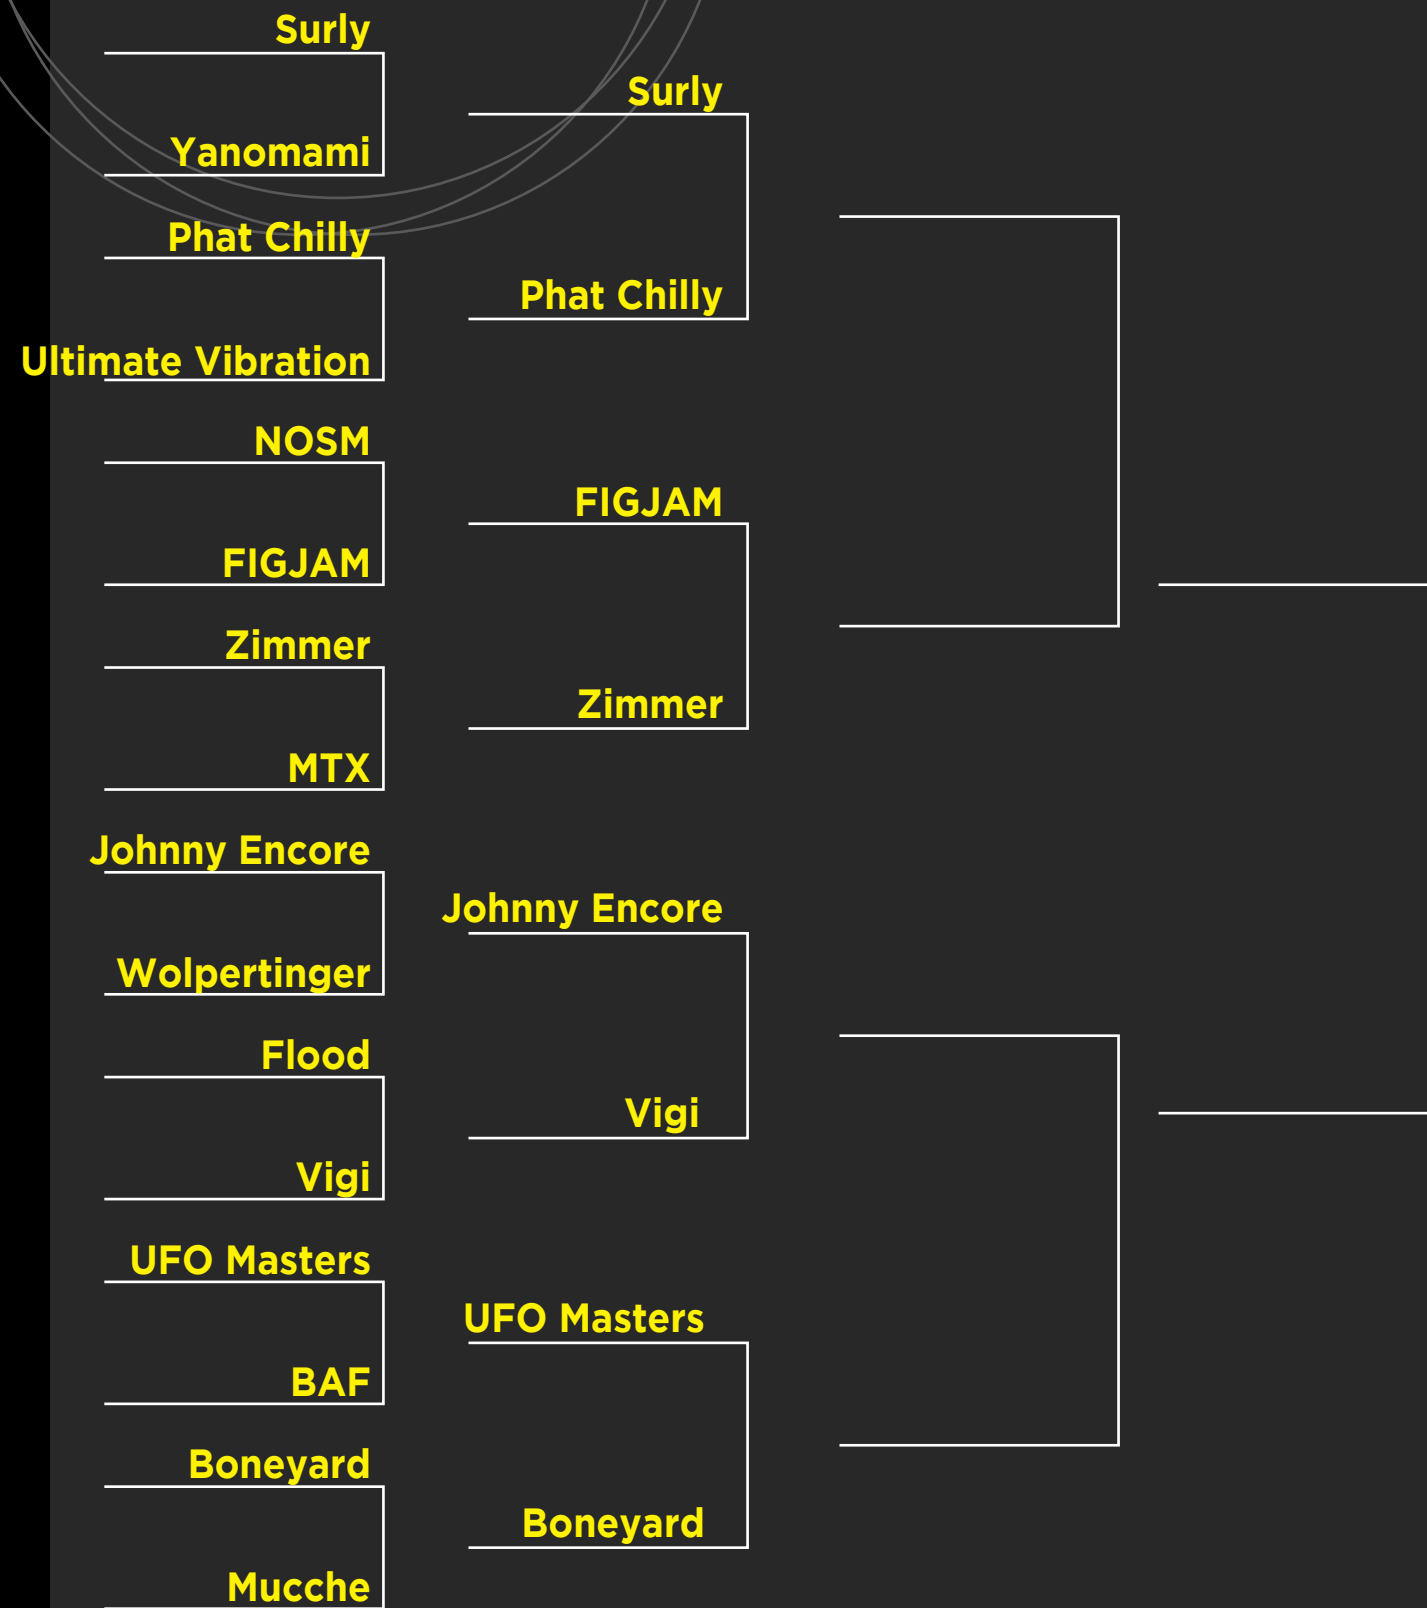 Surly
Yanomami
Phat Chilly
Ultimate Vibration
NOSM
FIGJAM
Zimmer
MTX
Johnny Encore
Wolpertinger
Flood
Vigi
UFO Masters
BAF
Boneyard
Mucche
Surly
Phat Chilly
FIGJAM
Zimmer
Johnny Encore
Vigi
UFO Masters
Boneyard